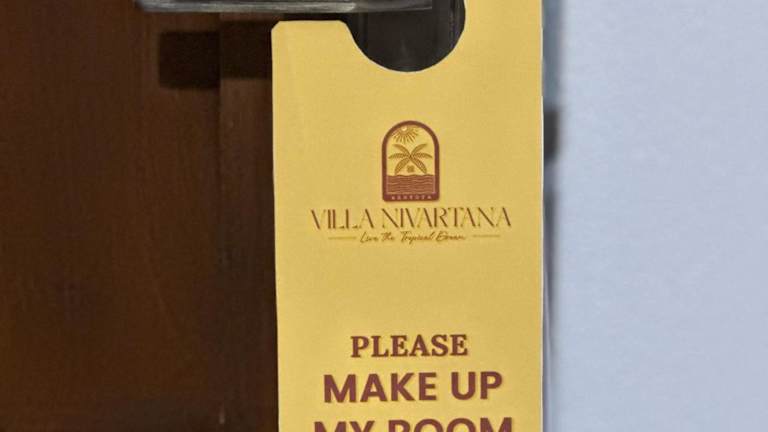 VILLA NIVARTANA
Live the Tropical Dream
PLEASE
MAKE UP
MY ROOM